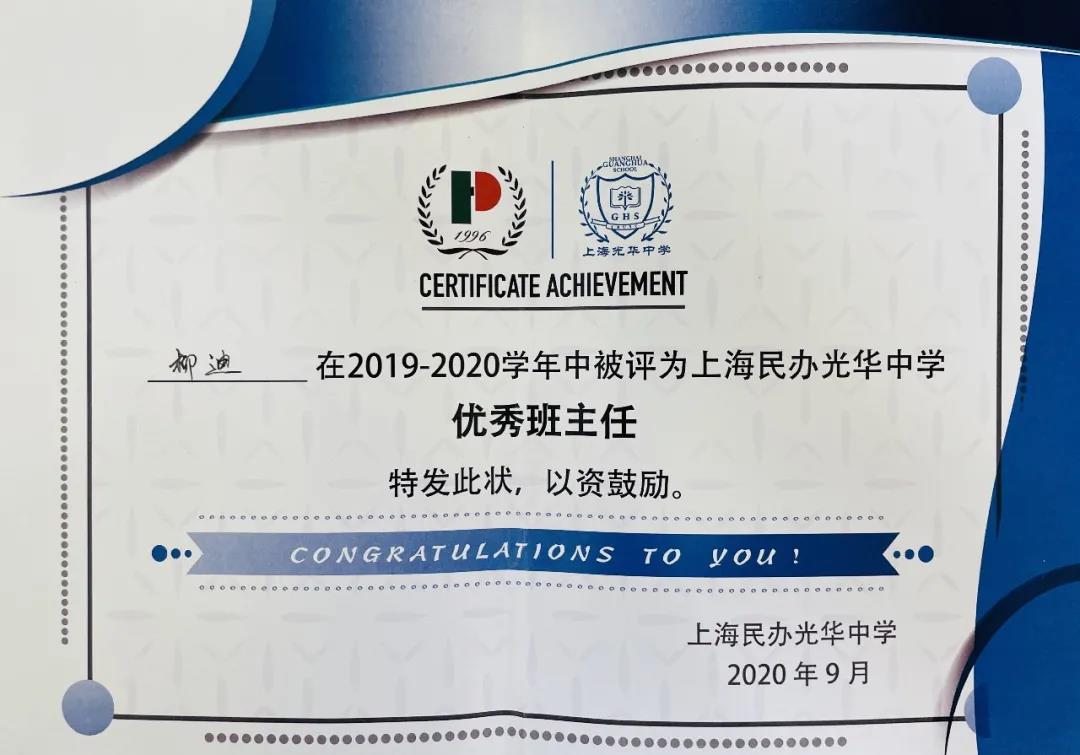 1996
SHANGHAI
GUANGHUA
SCHOOL
GHS
上海光华中学
CERTIFICATE ACHIEVEMENT
柳迪 在2019-2020学年中被评为上海民办光华中学
优秀班主任
特发此状，以资鼓励。
CONGRATULATIONS TO YOU!
上海民办光华中学
2020年9月